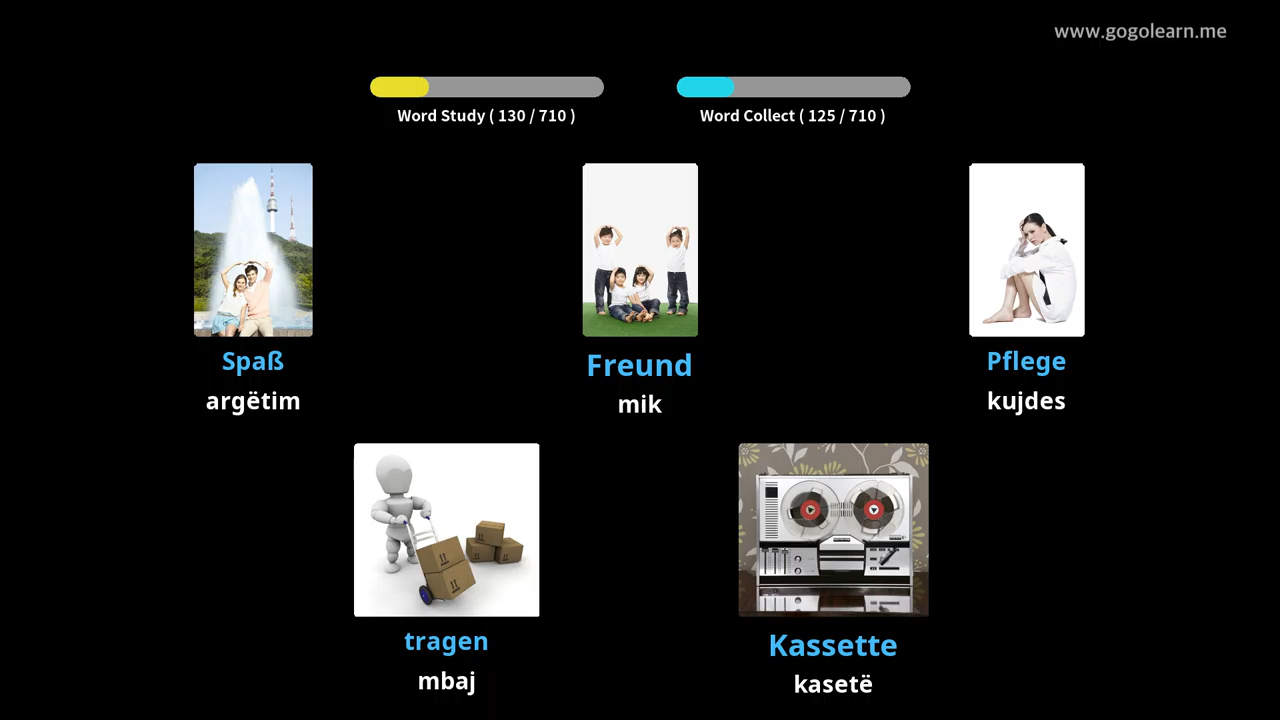 www.gogolearn.me
Word Study ( 130 / 710 )
Word Collect ( 125 / 710 )
Spaß
argëtim
Freund
mik
Pflege
kujdes
tragen
mbaj
Kassette
kasetë